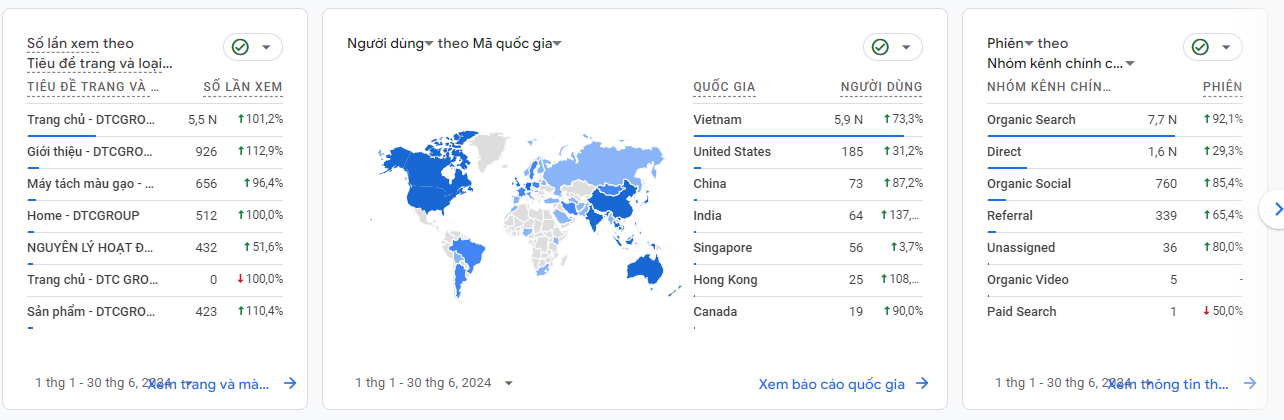 Số lần xem theo
Tiêu đề trang và loại...
TIÊU ĐỀ TRANG VÀ ... SỐ LẦN XEM
Trang chủ - DTCGRO... 5,5 N ↑101,2%
Giới thiệu - DTCGRO... 926 ↑112,9%
Máy tách màu gạo - ... 656 ↑96,4%
Home - DTCGROUP 512 ↑100,0%
NGUYÊN LÝ HOẠT Đ... 432 ↑51,6%
Trang chủ - DTC GRO... 0 ↓100,0%
Sản phẩm - DTCGRO... 423 ↑110,4%
1 thg 1 - 30 thg 6, 2024
Xem trang và mà...
Người dùng theo Mã quốc gia
QUỐC GIA NGƯỜI DÙNG
Vietnam 5,9 N ↑73,3%
United States 185 ↑31,2%
China 73 ↑87,2%
India 64 ↑137,...
Singapore 56 ↑3,7%
Hong Kong 25 ↑108,...
Canada 19 ↑90,0%
1 thg 1 - 30 thg 6, 2024
Xem báo cáo quốc gia
Phiên theo
Nhóm kênh chính c...
NHÓM KÊNH CHÍN... PHIÊN
Organic Search 7,7 N ↑92,1%
Direct 1,6 N ↑29,3%
Organic Social 760 ↑85,4%
Referral 339 ↑65,4%
Unassigned 36 ↑80,0%
Organic Video 5 -
Paid Search 1 ↓50,0%
1 thg 1 - 30 thg 6, 2024
Xem thông tin th...